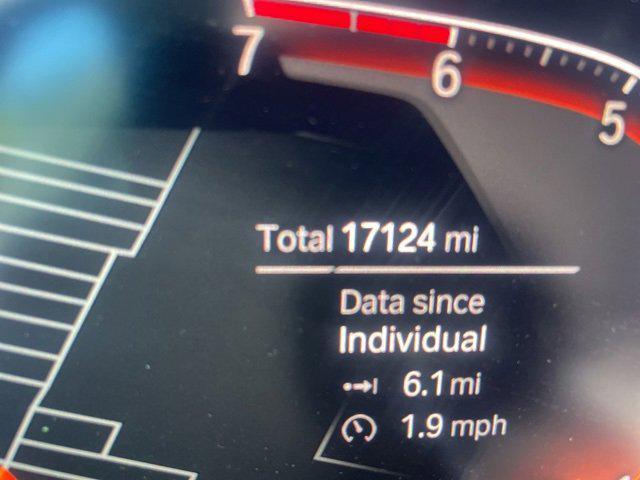 7 6 5
Total 17124 mi
Data since
Individual
6.1 mi
1.9 mph